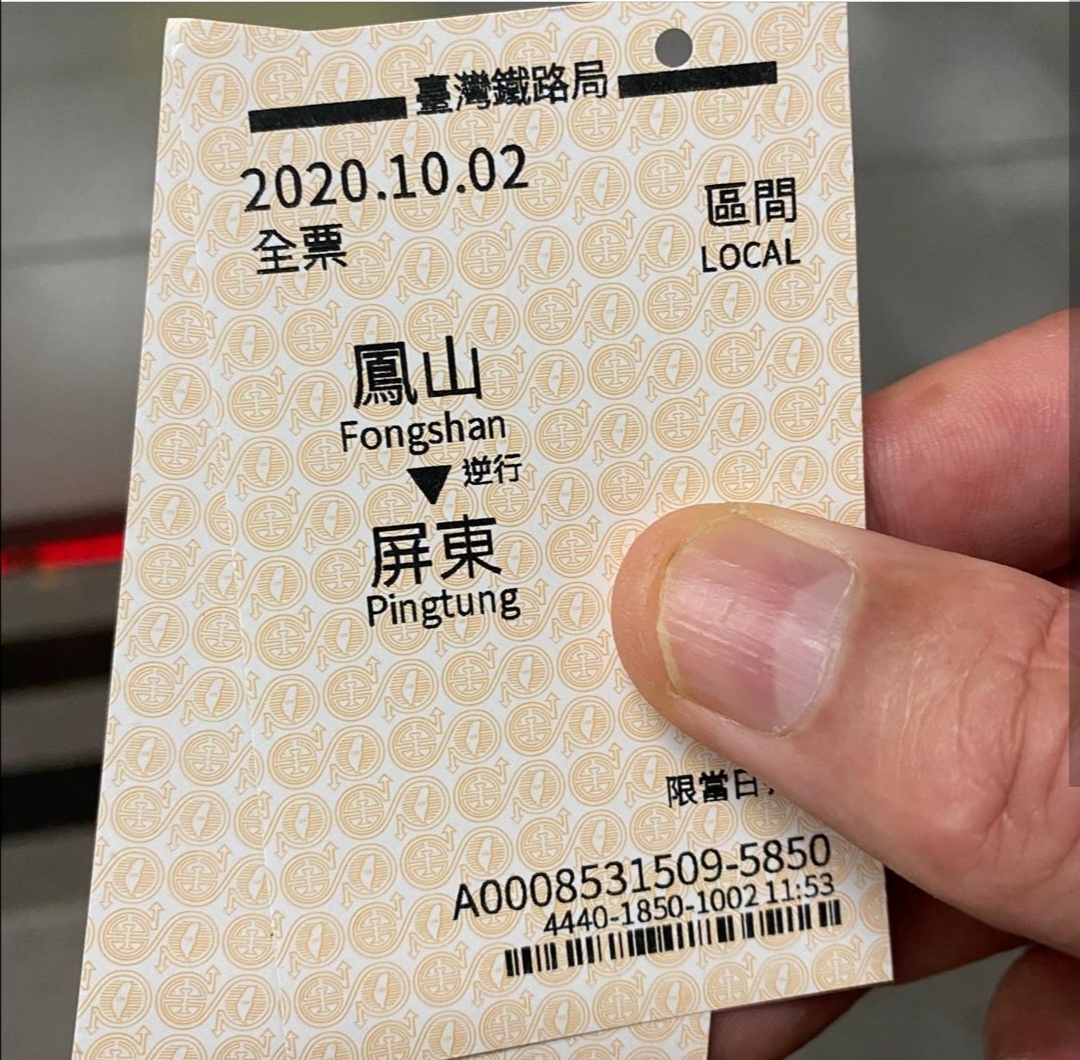 臺灣鐵路局
2020.10.02
全票
區間
LOCAL
鳳山
Fongshan
逆行
屏東
Pingtung
限當日
A0008531509-5850
4440-1850-1002 11:53